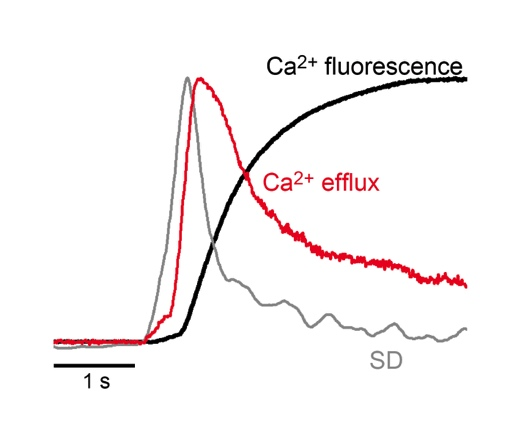 Ca²⁺ fluorescence
Ca²⁺ efflux
SD
1 s